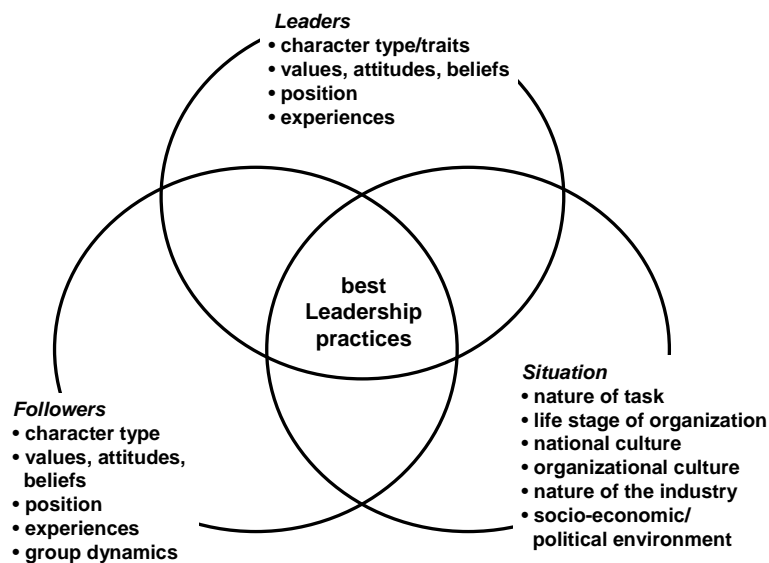 Leaders
• character type/traits
• values, attitudes, beliefs
• position
• experiences
best
Leadership
practices
Followers
• character type
• values, attitudes,
beliefs
• position
• experiences
• group dynamics
Situation
• nature of task
• life stage of organization
• national culture
• organizational culture
• nature of the industry
• socio-economic/
political environment